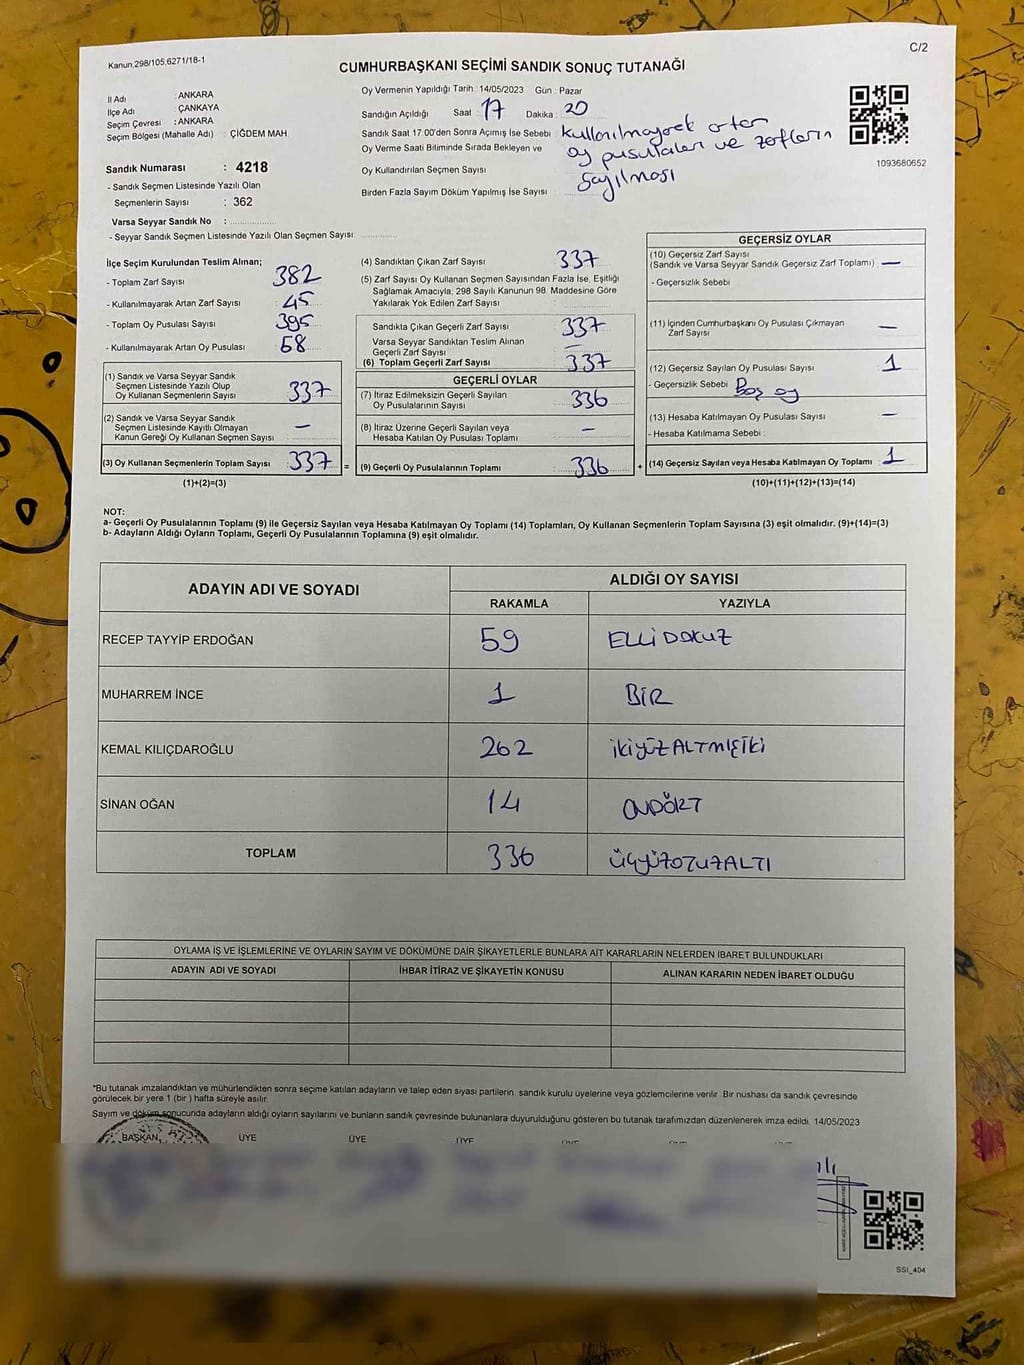 C/2
Kanun;298/105;6271/18-1
CUMHURBAŞKANI SEÇİMİ SANDIK SONUÇ TUTANAĞI
İl Adı : ANKARA
İlçe Adı : ÇANKAYA
Seçim Çevresi : ANKARA
Seçim Bölgesi (Mahalle Adı) : ÇİĞDEM MAH.
Sandık Numarası : 4218
- Sandık Seçmen Listesinde Yazılı Olan
Seçmenlerin Sayısı : 362
Varsa Seyyar Sandık No :
- Seyyar Sandık Seçmen Listesinde Yazılı Olan Seçmen Sayısı:
Oy Vermenin Yapıldığı Tarih : 14/05/2023 Gün : Pazar
Sandığın Açıldığı Saat : 17 Dakika : 20
Sandık Saat 17.00'den Sonra Açımış İse Sebebi : Kullanılmayarak artan
Oy Verme Saati Bitiminde Sırada Bekleyen ve oy pusulaları ve zarfların
Oy Kullandırılan Seçmen Sayısı sayılması
Birden Fazla Sayım Döküm Yapılmış İse Sayısı
1093680652
İlçe Seçim Kurulundan Teslim Alınan;
- Toplam Zarf Sayısı : 382
- Kullanılmayarak Artan Zarf Sayısı : 45
- Toplam Oy Pusulası Sayısı : 395
- Kullanılmayarak Artan Oy Pusulası : 58
(1) Sandık ve Varsa Seyyar Sandık
Seçmen Listesinde Yazılı Olup
Oy Kullanan Seçmenlerin Sayısı : 337
(2) Sandık ve Varsa Seyyar Sandık
Seçmen Listesinde Kayıtlı Olmayan
Kanun Gereği Oy Kullanan Seçmen Sayısı : –
(3) Oy Kullanan Seçmenlerin Toplam Sayısı : 337 =
(1)+(2)=(3)
(4) Sandıktan Çıkan Zarf Sayısı : 337
(5) Zarf Sayısı Oy Kullanan Seçmen Sayısından Fazla İse, Eşitliği
Sağlamak Amacıyla; 298 Sayılı Kanunun 98. Maddesine Göre
Yakılarak Yok Edilen Zarf Sayısı :
Sandıkta Çıkan Geçerli Zarf Sayısı : 337
Varsa Seyyar Sandıktan Teslim Alınan
Geçerli Zarf Sayısı : –
(6) Toplam Geçerli Zarf Sayısı : 337
GEÇERLİ OYLAR
(7) İtiraz Edilmeksizin Geçerli Sayılan
Oy Pusulalarının Sayısı : 336
(8) İtiraz Üzerine Geçerli Sayılan veya
Hesaba Katılan Oy Pusulası Toplamı : –
(9) Geçerli Oy Pusulalarının Toplamı : 336 +
GEÇERSİZ OYLAR
(10) Geçersiz Zarf Sayısı
(Sandık ve Varsa Seyyar Sandık Geçersiz Zarf Toplamı) : –
- Geçersizlik Sebebi :
(11) İçinden Cumhurbaşkanı Oy Pusulası Çıkmayan
Zarf Sayısı : –
(12) Geçersiz Sayılan Oy Pusulası Sayısı : 1
- Geçersizlik Sebebi : Boş oy
(13) Hesaba Katılmayan Oy Pusulası Sayısı : –
- Hesaba Katılmama Sebebi :
(14) Geçersiz Sayılan veya Hesaba Katılmayan Oy Toplamı : 1
(10)+(11)+(12)+(13)=(14)
NOT:
a- Geçerli Oy Pusulalarının Toplamı (9) ile Geçersiz Sayılan veya Hesaba Katılmayan Oy Toplamı (14) Toplamları, Oy Kullanan Seçmenlerin Toplam Sayısına (3) eşit olmalıdır. (9)+(14)=(3)
b- Adayların Aldığı Oyların Toplamı, Geçerli Oy Pusulalarının Toplamına (9) eşit olmalıdır.
ADAYIN ADI VE SOYADI ALDIĞI OY SAYISI
RAKAMLA YAZIYLA
RECEP TAYYİP ERDOĞAN 59 ELLİ DOKUZ
MUHARREM İNCE 1 BİR
KEMAL KILIÇDAROĞLU 262 İKİYÜZ ALTMIŞ İKİ
SİNAN OĞAN 14 ONDÖRT
TOPLAM 336 ÜÇYÜZOTUZALTI
OYLAMA İŞ VE İŞLEMLERİNE VE OYLARIN SAYIM VE DÖKÜMÜNE DAİR ŞİKAYETLERLE BUNLARA AİT KARARLARIN NELERDEN İBARET BULUNDUKLARI
ADAYIN ADI VE SOYADI İHBAR İTİRAZ VE ŞİKAYETİN KONUSU ALINAN KARARIN NEDEN İBARET OLDUĞU
*Bu tutanak imzalandıktan ve mühürlendikten sonra seçime katılan adayların ve talep eden siyasi partilerin sandık kurulu üyelerine veya gözlemcilerine verilir. Bir nüshası da sandık çevresinde
görülecek bir yere 1 (bir ) hafta süreyle asılır.
Sayım ve döküm sonucunda adayların aldığı oyların sayılarını ve bunların sandık çevresinde bulunanlara duyurulduğunu gösteren bu tutanak tarafımızdan düzenlenerek imza edildi. 14/05/2023
BAŞKAN ÜYE ÜYE ÜYE ÜYE ÜYE ÜYE
SSI_404